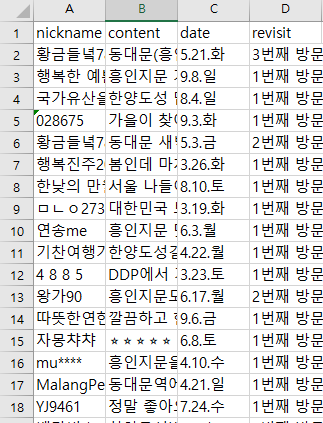 A B C D
1 nickname content date revisit
2 황금들녘7 동대문(흥인 5.21.화 3번째 방문
3 행복한 예 흥인지문 9.8.일 1번째 방문
4 국가유산을 한양도성 8.4.일 1번째 방문
5 028675 가을이 찾아 9.3.화 1번째 방문
6 황금들녘7 동대문 새 5.3.금 2번째 방문
7 행복진주20 봄인데 마 3.26.화 1번째 방문
8 한낮의 만 서울 나들 8.10.토 1번째 방문
9 ㅁㄴㅇ273 대한민국 3.19.화 1번째 방문
10 연송me 흥인지문 6.3.월 1번째 방문
11 기찬여행기 한양도성길 4.22.월 1번째 방문
12 4 8 8 5 DDP에서 3.23.토 1번째 방문
13 왕가90 흥인지문도 6.17.월 2번째 방문
14 따뜻한연한 깔끔하고 한 9.6.금 1번째 방문
15 자몽챠챠 ☆☆☆☆☆ 6.8.토 1번째 방문
16 mu**** 흥인지문을 4.10.수 1번째 방문
17 MalangPe 동대문역에 4.21.일 1번째 방문
18 YJ9461 정말 좋아 7.24.수 1번째 방문